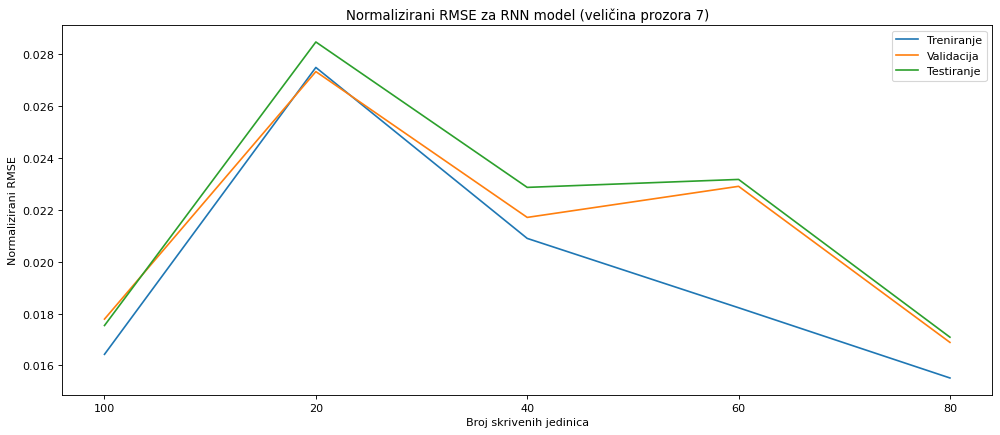 Normalizirani RMSE za RNN model (veličina prozora 7)
Treniranje
Validacija
Testiranje
Normalizirani RMSE
0.028
0.026
0.024
0.022
0.020
0.018
0.016
100 20 40 60 80
Broj skrivenih jedinica